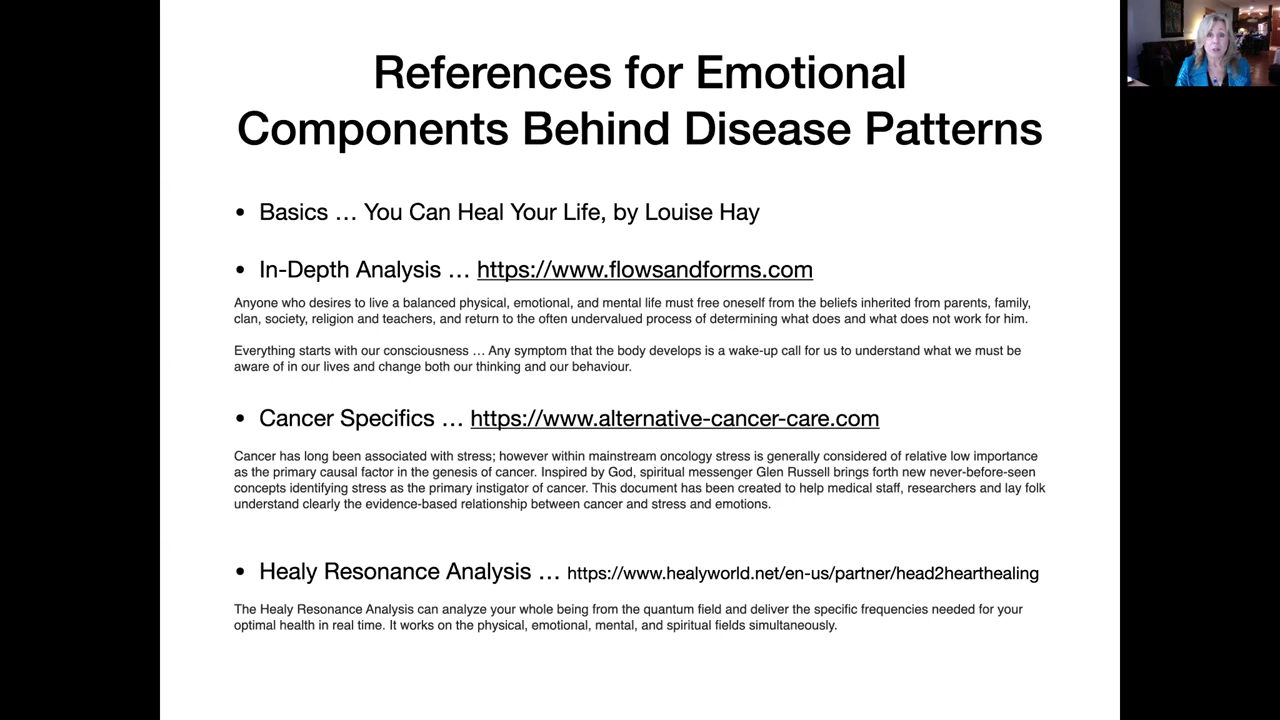 References for Emotional
Components Behind Disease Patterns
• Basics … You Can Heal Your Life, by Louise Hay
• In-Depth Analysis … https://www.flowsandforms.com
Anyone who desires to live a balanced physical, emotional, and mental life must free oneself from the beliefs inherited from parents, family,
clan, society, religion and teachers, and return to the often undervalued process of determining what does and what does not work for him.
Everything starts with our consciousness … Any symptom that the body develops is a wake-up call for us to understand what we must be
aware of in our lives and change both our thinking and our behaviour.
• Cancer Specifics … https://www.alternative-cancer-care.com
Cancer has long been associated with stress; however within mainstream oncology stress is generally considered of relative low importance
as the primary causal factor in the genesis of cancer. Inspired by God, spiritual messenger Glen Russell brings forth new never-before-seen
concepts identifying stress as the primary instigator of cancer. This document has been created to help medical staff, researchers and lay folk
understand clearly the evidence-based relationship between cancer and stress and emotions.
• Healy Resonance Analysis … https://www.healyworld.net/en-us/partner/head2hearthealing
The Healy Resonance Analysis can analyze your whole being from the quantum field and deliver the specific frequencies needed for your
optimal health in real time. It works on the physical, emotional, mental, and spiritual fields simultaneously.